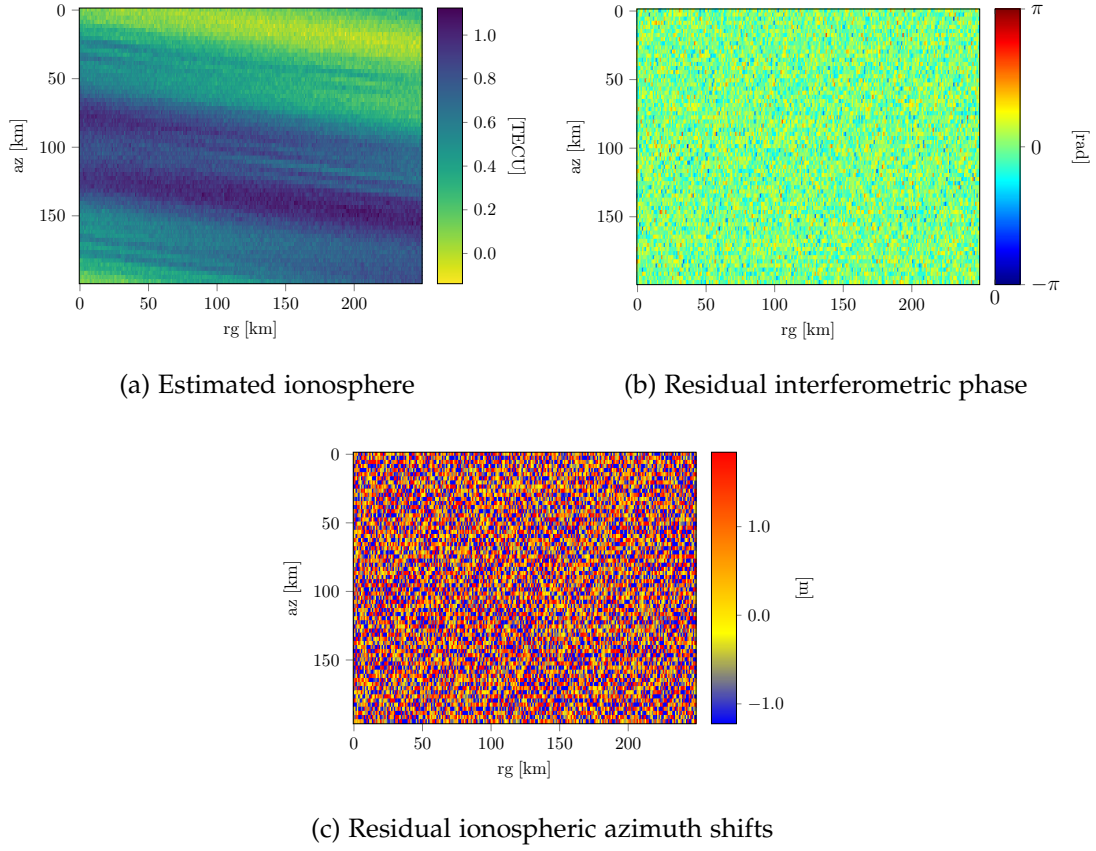 0
50
100
150
az [km]
0 50 100 150 200
rg [km]
1.0
0.8
0.6
0.4
0.2
0.0
[TECU]
(a) Estimated ionosphere
0
50
100
150
az [km]
0 50 100 150 200
rg [km]
π
0
−π
0
[rad]
(b) Residual interferometric phase
0
50
100
150
az [km]
0 50 100 150 200
rg [km]
1.0
0.0
−1.0
[m]
(c) Residual ionospheric azimuth shifts